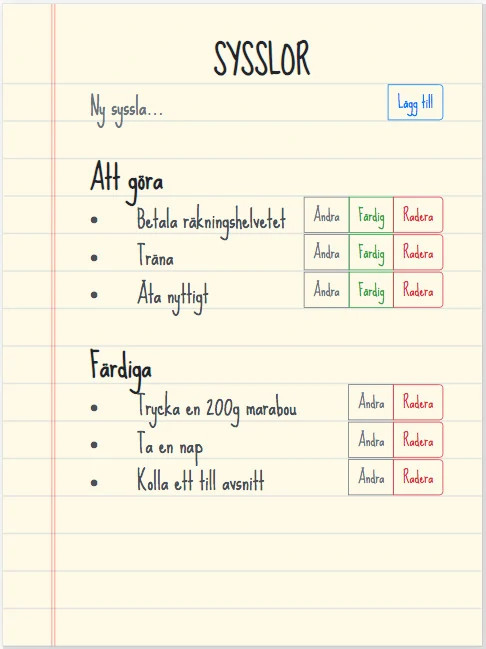 SYSSLOR
Ny syssla... Lägg till
Att göra
• Betala räkningshelvetet Ändra Färdig Radera
• Träna Ändra Färdig Radera
• Äta nyttigt Ändra Färdig Radera
Färdiga
• Trycka en 200g marabou Ändra Radera
• Ta en nap Ändra Radera
• Kolla ett till avsnitt Ändra Radera